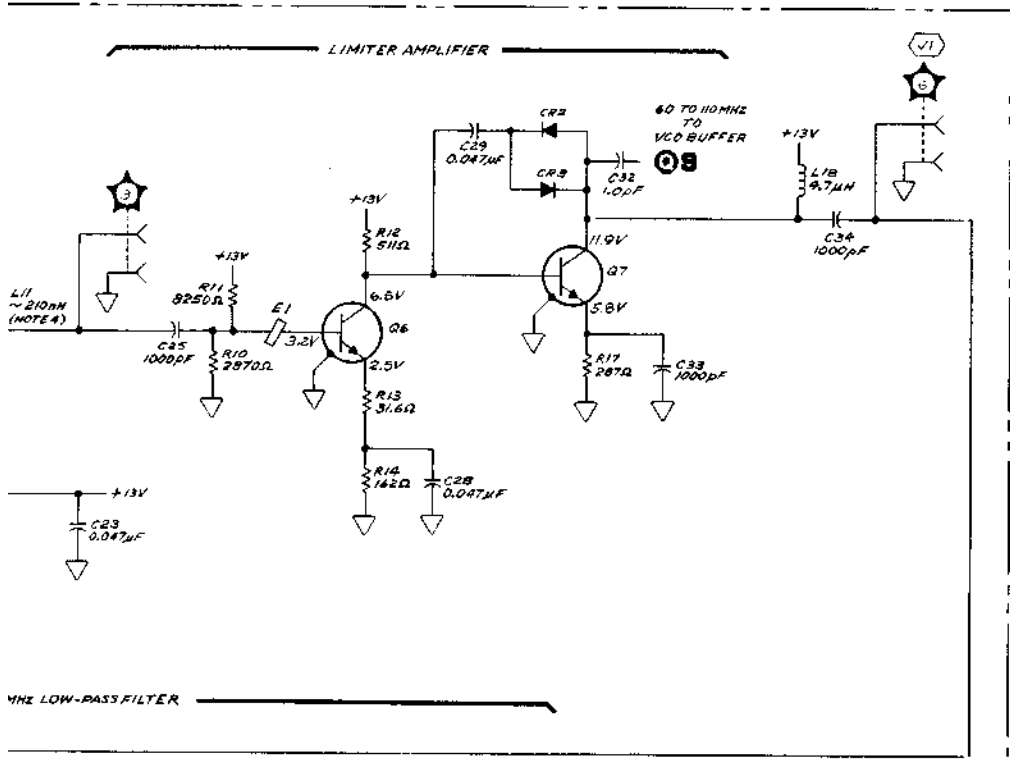 LIMITER AMPLIFIER
√1
6
+13V
L18
4.7μH
C34
1000pF
60 TO 110MHZ
TO
VCO BUFFER
9
CR2
C29
0.047μF
CR3
C32
1.0pF
3
+13V
R12
511Ω
+13V
R11
8250Ω
11.9V
Q7
5.8V
L11
~210nH
(NOTE 4)
C25
1000pF
R10
2870Ω
E1
3.2V
6.6V
Q6
2.5V
R13
31.6Ω
R17
287Ω
C33
1000pF
R14
162Ω
C28
0.047μF
+13V
C23
0.047μF
MHZ LOW-PASS FILTER